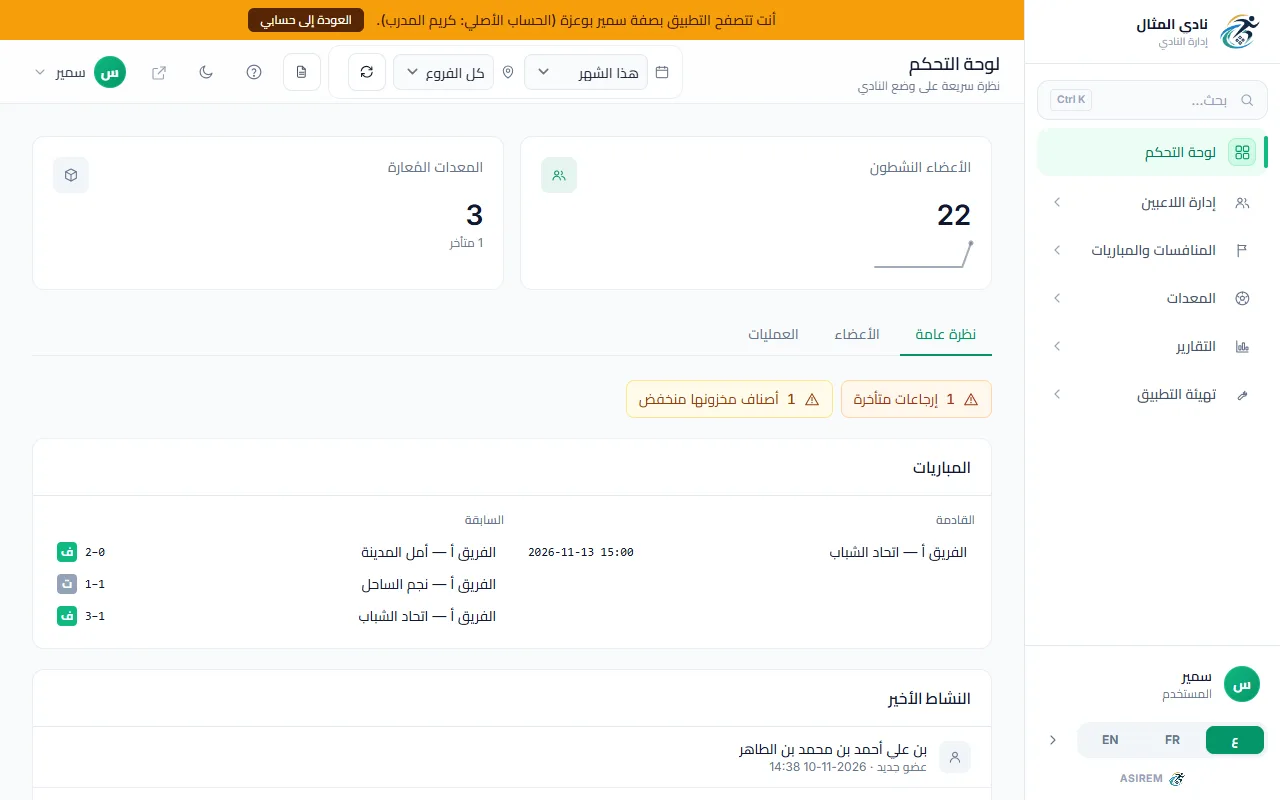 أنت تتصفح التطبيق بصفة سمير بوعزة (الحساب الأصلي: كريم المدرب). العودة إلى حسابي
نادي المثال
إدارة النادي
بحث... Ctrl K
لوحة التحكم
إدارة اللاعبين
المنافسات والمباريات
المعدات
التقارير
تهيئة التطبيق
س سمير
المستخدم
ع FR EN
ASIREM
لوحة التحكم
نظرة سريعة على وضع النادي
هذا الشهر كل الفروع
س سمير
الأعضاء النشطون
22
المعدات المُعارة
3
1 متأخر
نظرة عامة الأعضاء العمليات
1 إرجاعات متأخرة
1 أصناف مخزونها منخفض
المباريات
القادمة
الفريق أ — اتحاد الشباب 2026-11-13 15:00
السابقة
الفريق أ — أمل المدينة 2–0 ف
الفريق أ — نجم الساحل 1–1 ت
الفريق أ — اتحاد الشباب 3–1 ف
النشاط الأخير
بن علي أحمد بن محمد بن الطاهر
عضو جديد · 2026-11-10 14:38